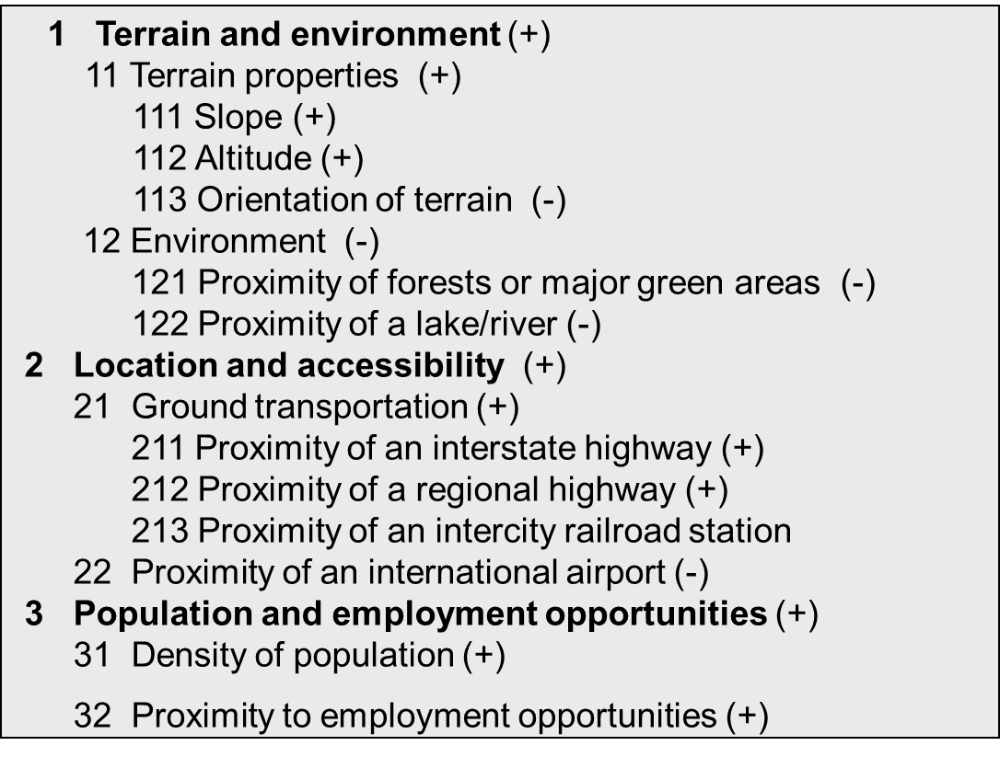 1 Terrain and environment (+)
11 Terrain properties (+)
111 Slope (+)
112 Altitude (+)
113 Orientation of terrain (-)
12 Environment (-)
121 Proximity of forests or major green areas (-)
122 Proximity of a lake/river (-)
2 Location and accessibility (+)
21 Ground transportation (+)
211 Proximity of an interstate highway (+)
212 Proximity of a regional highway (+)
213 Proximity of an intercity railroad station
22 Proximity of an international airport (-)
3 Population and employment opportunities (+)
31 Density of population (+)
32 Proximity to employment opportunities (+)